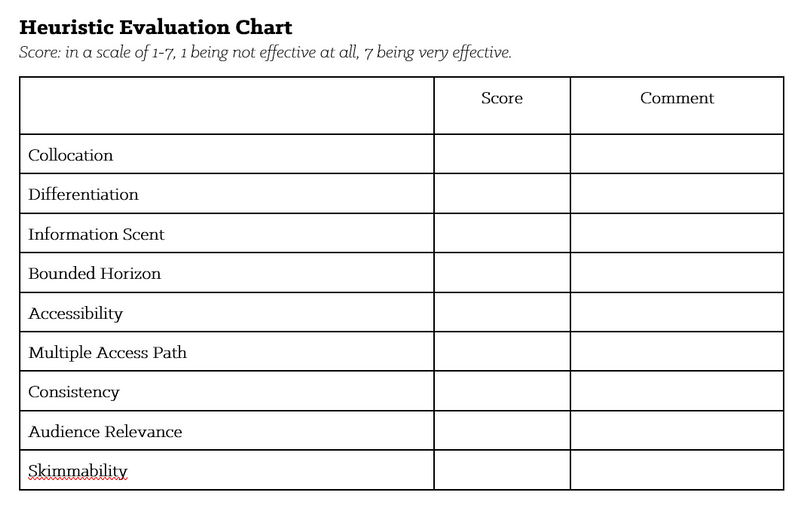 Heuristic Evaluation Chart
Score: in a scale of 1-7, 1 being not effective at all, 7 being very effective.
Score Comment
Collocation
Differentiation
Information Scent
Bounded Horizon
Accessibility
Multiple Access Path
Consistency
Audience Relevance
Skimmability